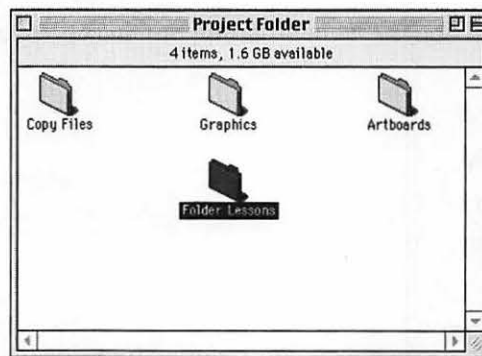 Project Folder
4 items, 1.6 GB available
Copy Files
Graphics
Artboards
Folder Lessons